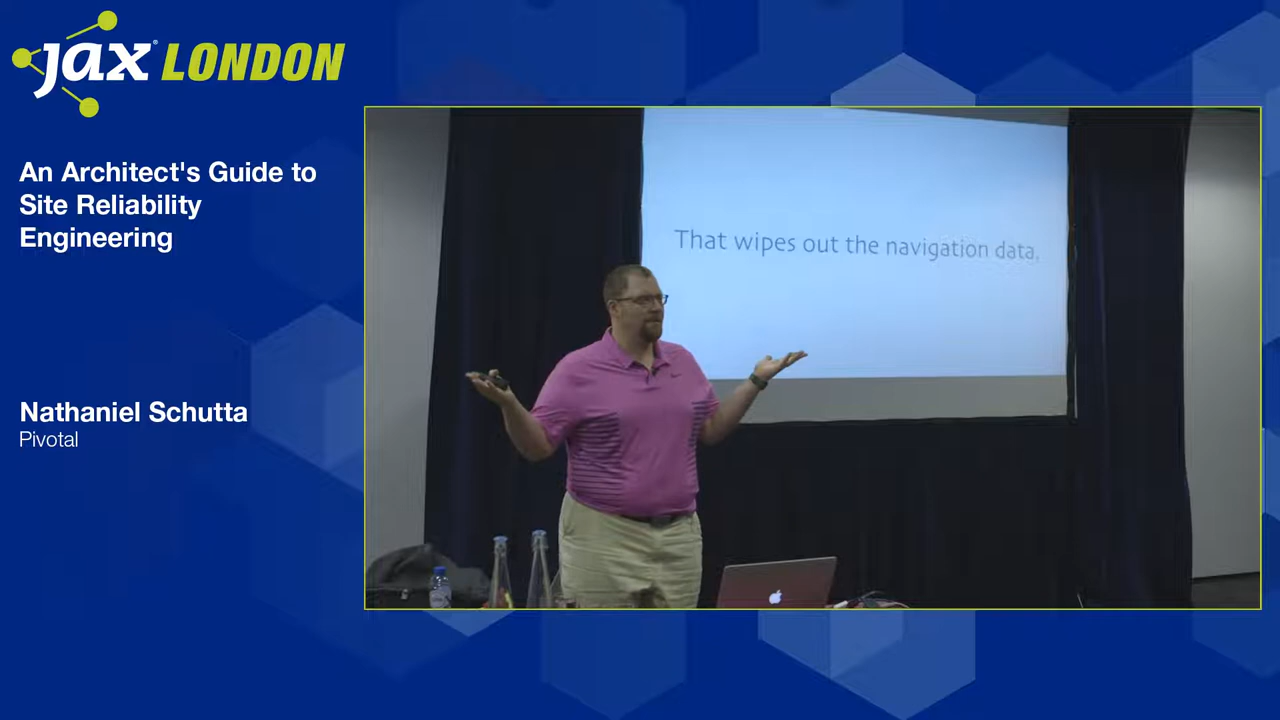 jax LONDON
An Architect's Guide to
Site Reliability
Engineering
Nathaniel Schutta
Pivotal
That wipes out the navigation data.